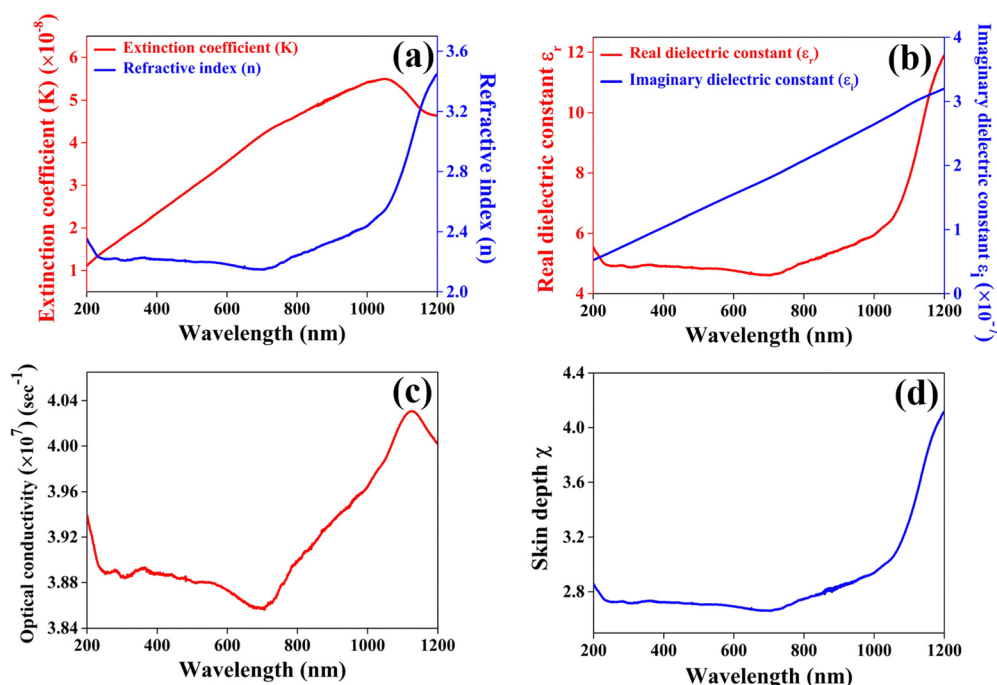 (a)
Extinction coefficient (K)
Refractive index (n)
Extinction coefficient (K) (×10⁻⁸)
6
5
4
3
2
1
3.6
3.2
2.8
2.4
2.0
Refractive index (n)
200 400 600 800 1000 1200
Wavelength (nm)
(b)
Real dielectric constant (εᵣ)
Imaginary dielectric constant (εᵢ)
Real dielectric constant εᵣ
12
10
8
6
4
4
3
2
1
0
Imaginary dielectric constant εᵢ (×10⁻⁷)
200 400 600 800 1000 1200
Wavelength (nm)
(c)
Optical conductivity (×10⁷) (sec⁻¹)
4.04
4.00
3.96
3.92
3.88
3.84
200 400 600 800 1000 1200
Wavelength (nm)
(d)
Skin depth χ
4.4
4.0
3.6
3.2
2.8
200 400 600 800 1000 1200
Wavelength (nm)